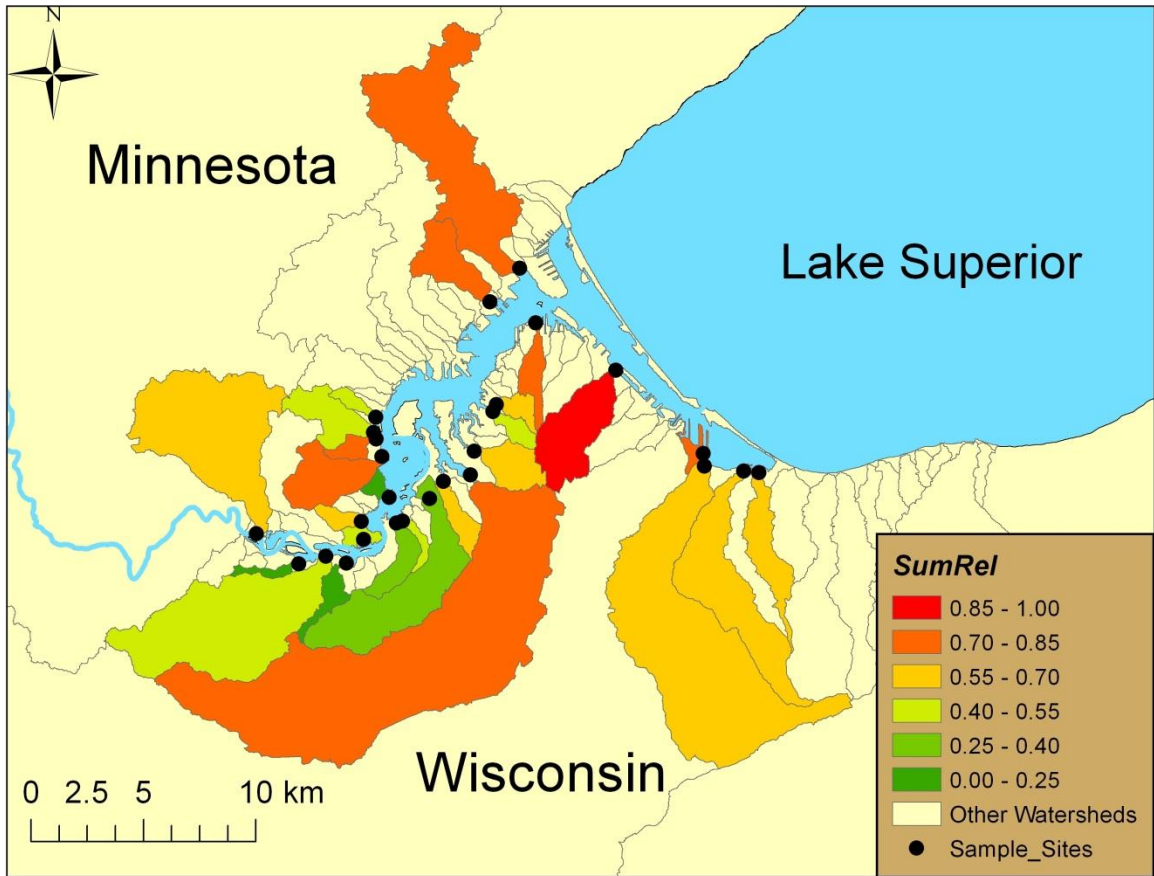 N
Minnesota
Lake Superior
Wisconsin
0 2.5 5 10 km
SumRel
0.85 - 1.00
0.70 - 0.85
0.55 - 0.70
0.40 - 0.55
0.25 - 0.40
0.00 - 0.25
Other Watersheds
Sample_Sites